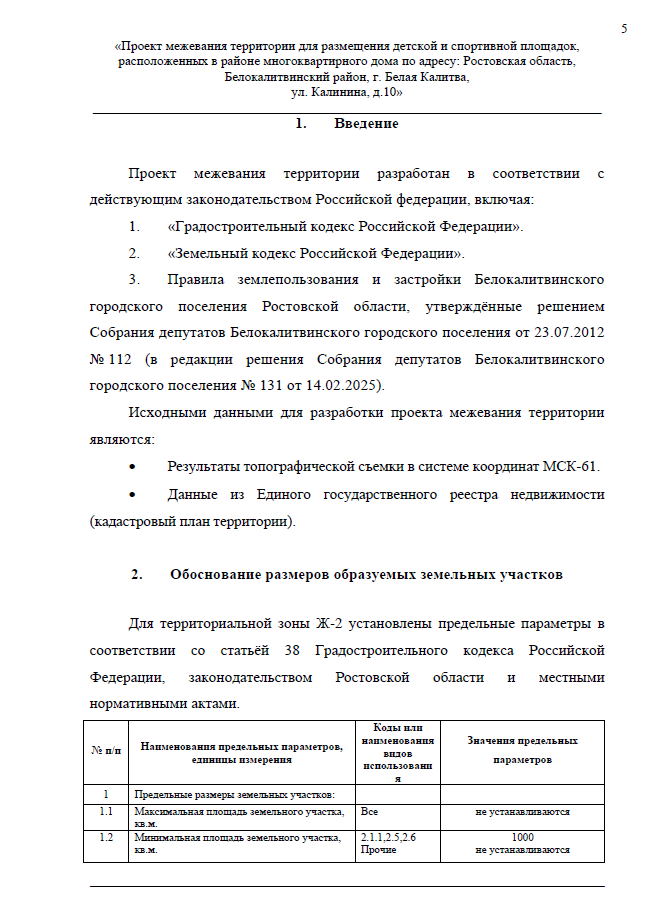 5
«Проект межевания территории для размещения детской и спортивной площадок,
расположенных в районе многоквартирного дома по адресу: Ростовская область,
Белокалитвинский район, г. Белая Калитва,
ул. Калинина, д.10»
1. Введение
Проект межевания территории разработан в соответствии с
действующим законодательством Российской федерации, включая:
1. «Градостроительный кодекс Российской Федерации».
2. «Земельный кодекс Российской Федерации».
3. Правила землепользования и застройки Белокалитвинского
городского поселения Ростовской области, утверждённые решением
Собрания депутатов Белокалитвинского городского поселения от 23.07.2012
№ 112 (в редакции решения Собрания депутатов Белокалитвинского
городского поселения № 131 от 14.02.2025).
Исходными данными для разработки проекта межевания территории
являются:
• Результаты топографической съемки в системе координат МСК-61.
• Данные из Единого государственного реестра недвижимости
(кадастровый план территории).
2. Обоснование размеров образуемых земельных участков
Для территориальной зоны Ж-2 установлены предельные параметры в
соответствии со статьёй 38 Градостроительного кодекса Российской
Федерации, законодательством Ростовской области и местными
нормативными актами.
№ п/п
Наименования предельных параметров,
единицы измерения
Коды или
наименования
видов
использовани
я
Значения предельных
параметров
1 Предельные размеры земельных участков:
1.1 Максимальная площадь земельного участка, Все не устанавливаются
кв.м.
1.2 Минимальная площадь земельного участка, 2.1.1,2.5,2.6 1000
кв.м. Прочие не устанавливаются